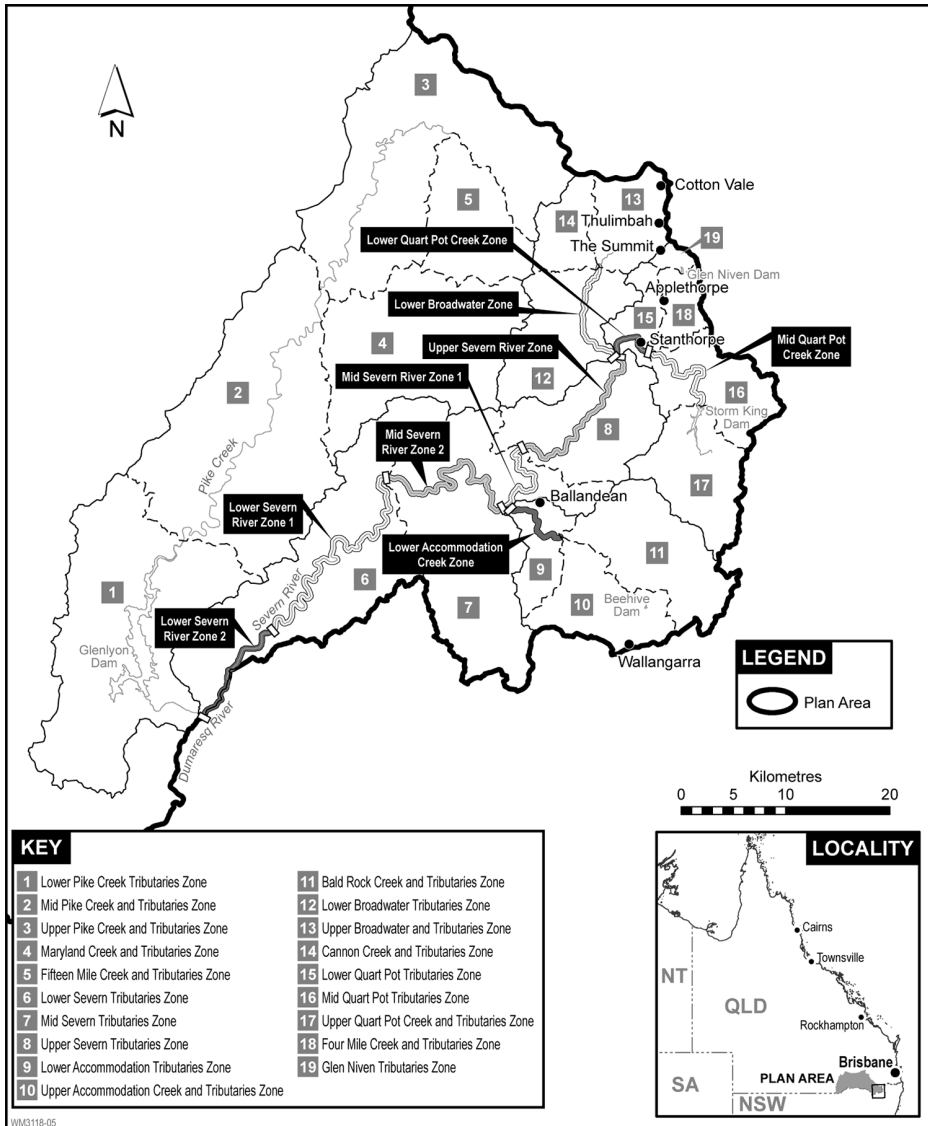 N
3
5
14
13
Cotton Vale
Thulimbah
19
The Summit
Lower Quart Pot Creek Zone
Glen Niven Dam
Applethorpe
Lower Broadwater Zone
15
18
4
Upper Severn River Zone
Stanthorpe
Mid Quart Pot
Creek Zone
Mid Severn River Zone 1
12
16
2
8
Storm King
Dam
Mid Severn
River Zone 2
Pike Creek
17
Lower Severn
River Zone 1
Ballandean
Lower Accommodation
Creek Zone
11
1
Severn River
6
9
7
10
Beehive
Dam
Lower Severn
River Zone 2
Glenlyon
Dam
Wallangarra
Dumaresq River
LEGEND
Plan Area
Kilometres
0 5 10 20
KEY
1 Lower Pike Creek Tributaries Zone
2 Mid Pike Creek and Tributaries Zone
3 Upper Pike Creek and Tributaries Zone
4 Maryland Creek and Tributaries Zone
5 Fifteen Mile Creek and Tributaries Zone
6 Lower Severn Tributaries Zone
7 Mid Severn Tributaries Zone
8 Upper Severn Tributaries Zone
9 Lower Accommodation Tributaries Zone
10 Upper Accommodation Creek and Tributaries Zone
11 Bald Rock Creek and Tributaries Zone
12 Lower Broadwater Tributaries Zone
13 Upper Broadwater and Tributaries Zone
14 Cannon Creek and Tributaries Zone
15 Lower Quart Pot Tributaries Zone
16 Mid Quart Pot Tributaries Zone
17 Upper Quart Pot Creek and Tributaries Zone
18 Four Mile Creek and Tributaries Zone
19 Glen Niven Tributaries Zone
LOCALITY
Cairns
Townsville
NT
QLD
Rockhampton
Brisbane
PLAN AREA
SA
NSW
WM3118-05